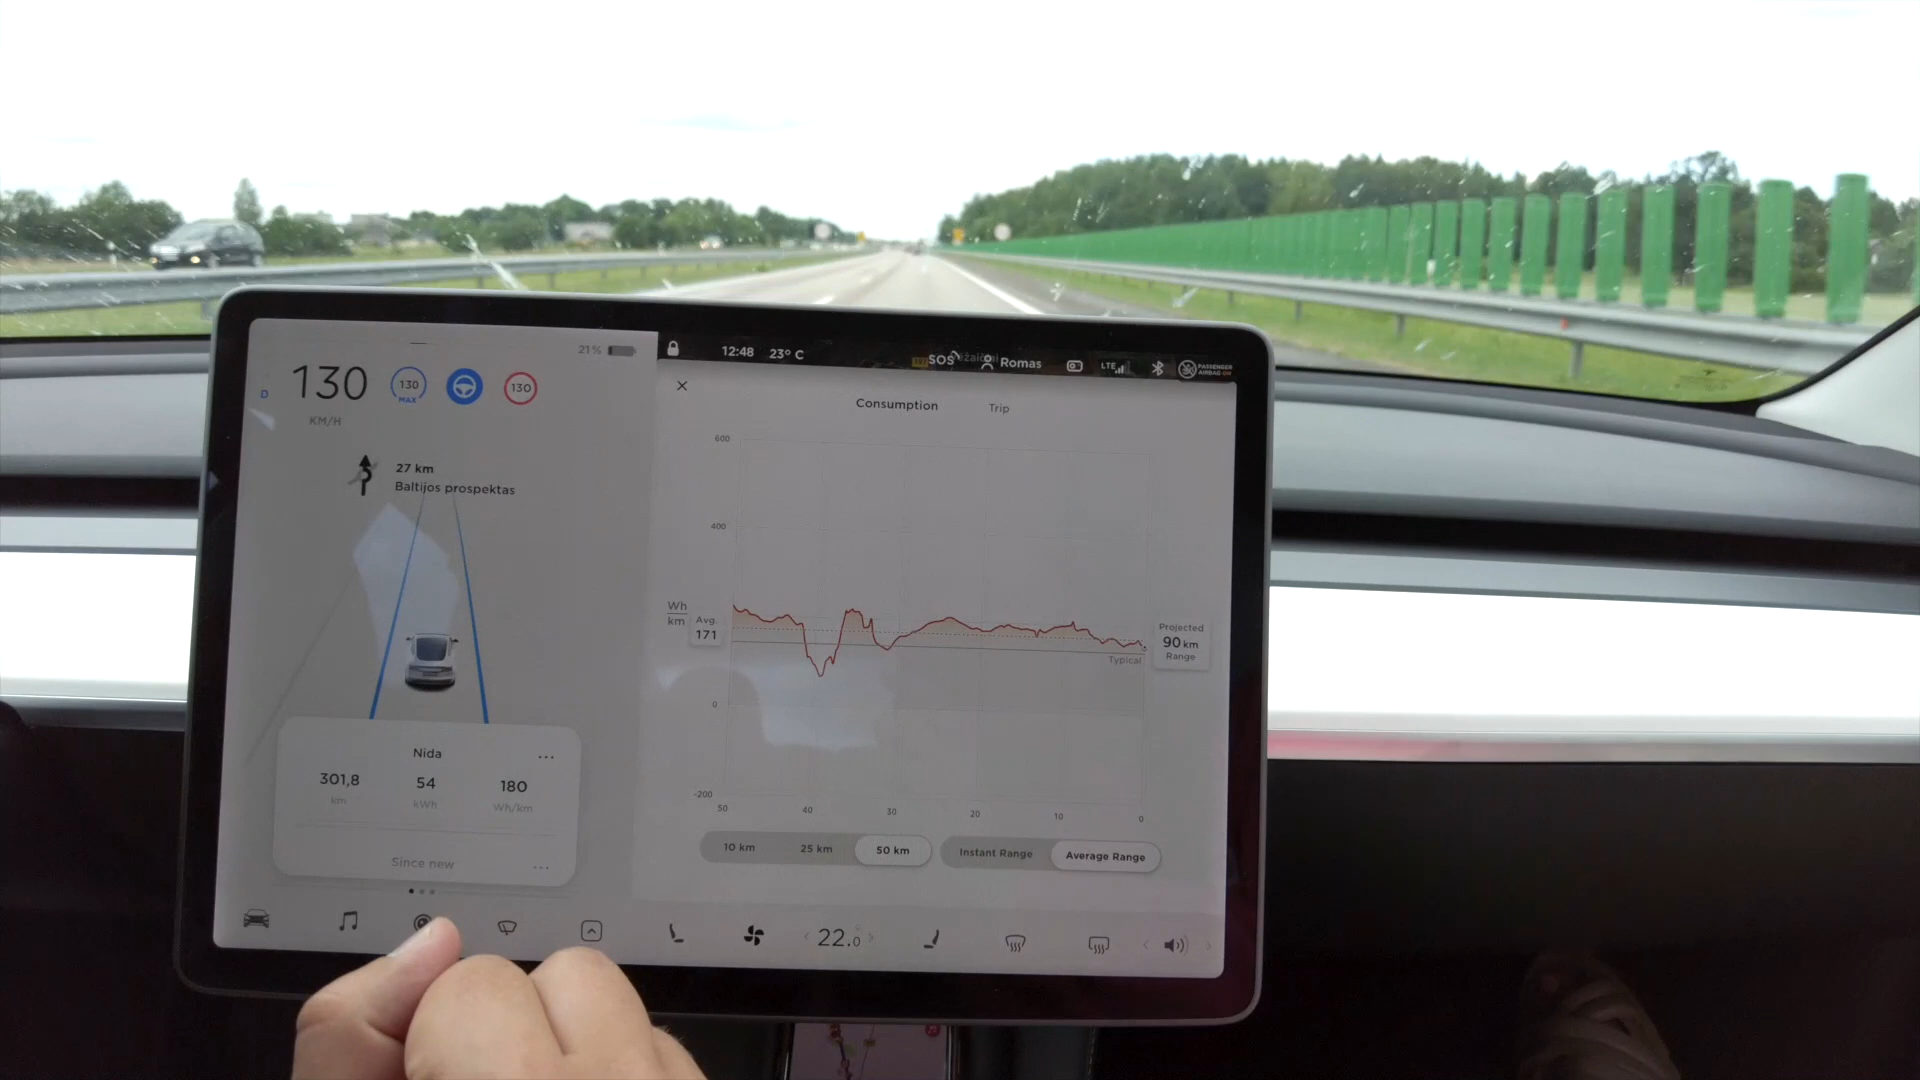 21%
12:48 23° C
SOS
Romas
LTE
PASSENGER
AIRBAG ON
D
130
KM/H
130
MAX
130
27 km
Baltijos prospektas
Consumption Trip
600
400
0
-200
Wh
km
Avg.
171
Projected
90 km
Range
Typical
50 40 30 20 10 0
Nida
...
301,8 54 180
km kWh Wh/km
Since new
...
10 km 25 km 50 km
Instant Range Average Range
22.0